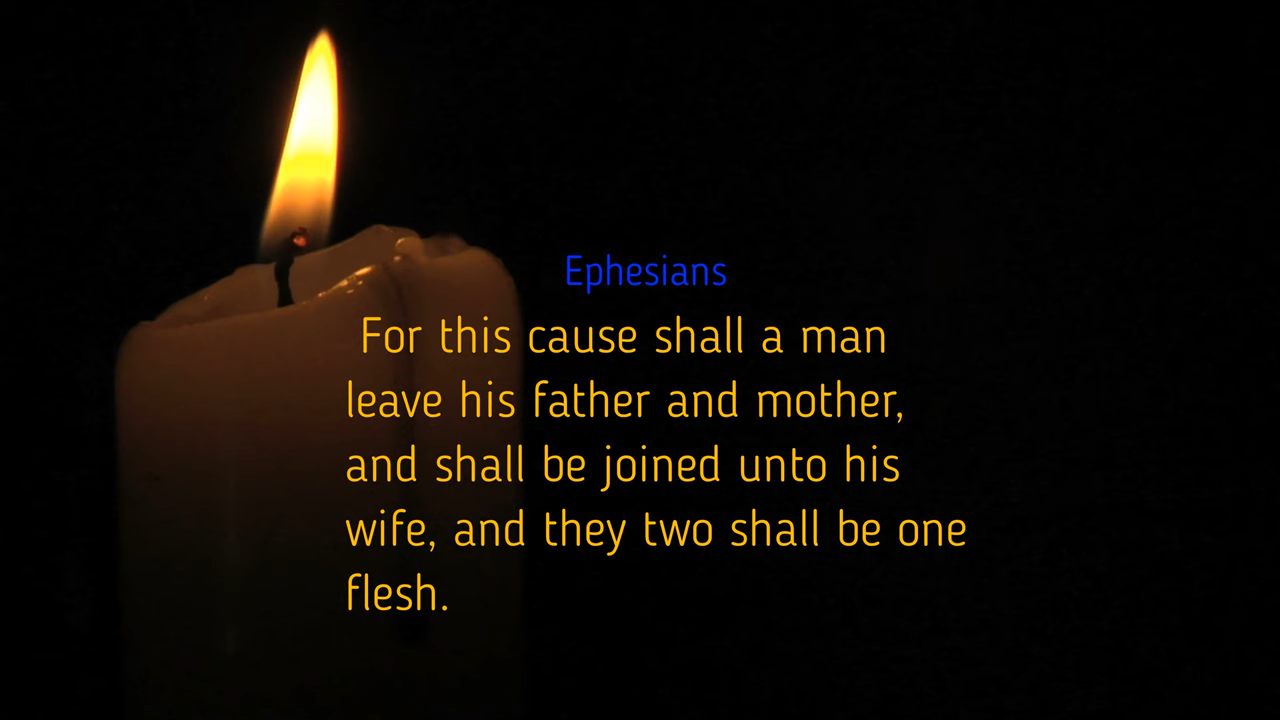 Ephesians
For this cause shall a man
leave his father and mother,
and shall be joined unto his
wife, and they two shall be one
flesh.